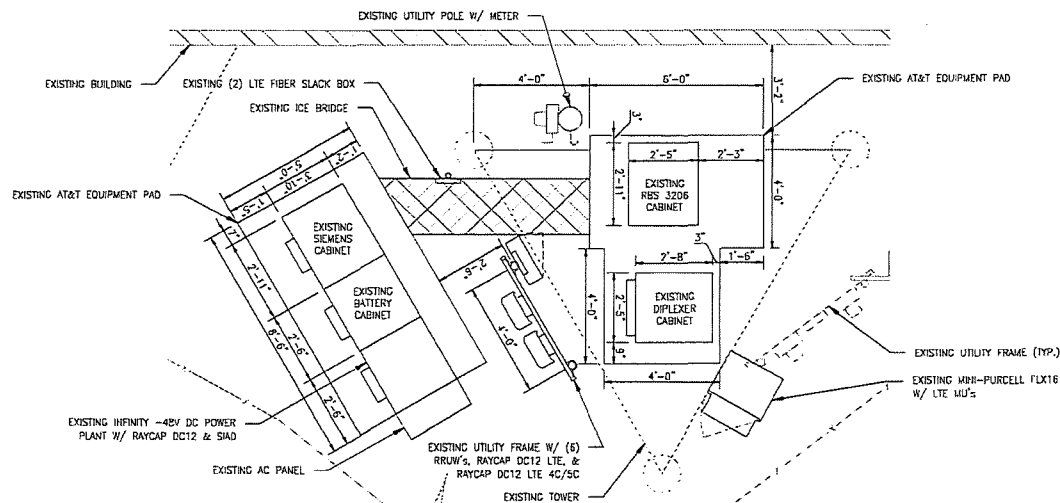 EXISTING UTILITY POLE W/ METER
EXISTING BUILDING
EXISTING (2) LTE FIBER SLACK BOX
4'-0"
6'-0"
3'-2"
EXISTING AT&T EQUIPMENT PAD
EXISTING ICE BRIDGE
3"
5'-0"
1'-2"
3'-10"
1'-5"
2'-5"
2'-3"
2'-11"
EXISTING
RBS 3206
CABINET
4'-0"
EXISTING AT&T EQUIPMENT PAD
7"
EXISTING
SIEMENS
CABINET
3"
2'-8"
1'-6"
2'-6"
2'-11"
8'-6"
EXISTING
BATTERY
CABINET
4'-0"
4'-0"
2'-5"
EXISTING
DIPLEXER
CABINET
9"
2'-6"
2'-6"
4'-0"
EXISTING UTILITY FRAME (TYP.)
EXISTING MINI-PURCELL FLX16
W/ LTE MU's
EXISTING INFINITY -48V DC POWER
PLANT W/ RAYCAP DC12 & SIAD
EXISTING AC PANEL
EXISTING UTILITY FRAME W/ (6)
RRUW's, RAYCAP DC12 LTE, &
RAYCAP DC12 LTE 4C/5C
EXISTING TOWER